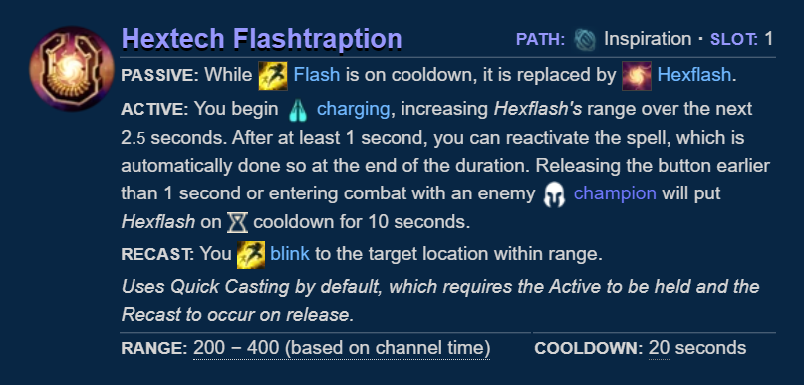 Hextech Flashtraption PATH: Inspiration · SLOT: 1
PASSIVE: While Flash is on cooldown, it is replaced by Hexflash.
ACTIVE: You begin charging, increasing Hexflash's range over the next
2.5 seconds. After at least 1 second, you can reactivate the spell, which is
automatically done so at the end of the duration. Releasing the button earlier
than 1 second or entering combat with an enemy champion will put
Hexflash on cooldown for 10 seconds.
RECAST: You blink to the target location within range.
Uses Quick Casting by default, which requires the Active to be held and the
Recast to occur on release.
RANGE: 200 – 400 (based on channel time) COOLDOWN: 20 seconds